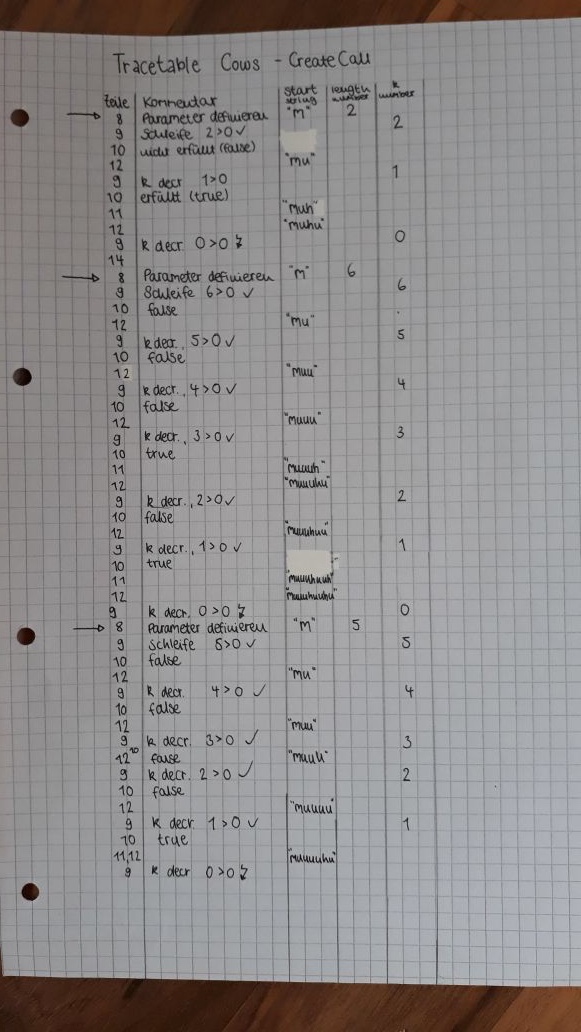 Tracetable Cows - CreateCall
Zeile Kommentar Start string length number k number
8 Parameter definieren "m" 2
9 Schleife 2>0 ✓ 2
10 nicht erfüllt (false)
12 "mu"
9 k decr 1>0 1
10 erfüllt (true)
11 "muh"
12 "muhu"
9 k decr. 0>0 ↯ 0
14
8 Parameter definieren "m" 6
9 Schleife 6>0 ✓ 6
10 false
12 "mu"
9 k decr., 5>0 ✓ 5
10 false
12 "muu"
9 k decr., 4>0 ✓ 4
10 false
12 "muuu"
9 k decr., 3>0 ✓ 3
10 true
11 "muuuh"
12 "muuuhu"
9 k decr., 2>0 ✓ 2
10 false
12 "muuuhuu"
9 k decr., 1>0 ✓ 1
10 true
11 "muuuhuuh"
12 "muuuhuuhu"
9 k decr. 0>0 ↯ 0
8 Parameter definieren "m" 5
9 Schleife 5>0 ✓ 5
10 false
12 "mu"
9 k decr. 4>0 ✓ 4
10 false
12 "muu"
9 k decr. 3>0 ✓ 3
12 10 false "muuu"
9 k decr. 2>0 ✓ 2
10 false
12 "muuuu"
9 k decr. 1>0 ✓ 1
10 true
11,12 "muuuuhu"
9 k decr 0>0 ↯